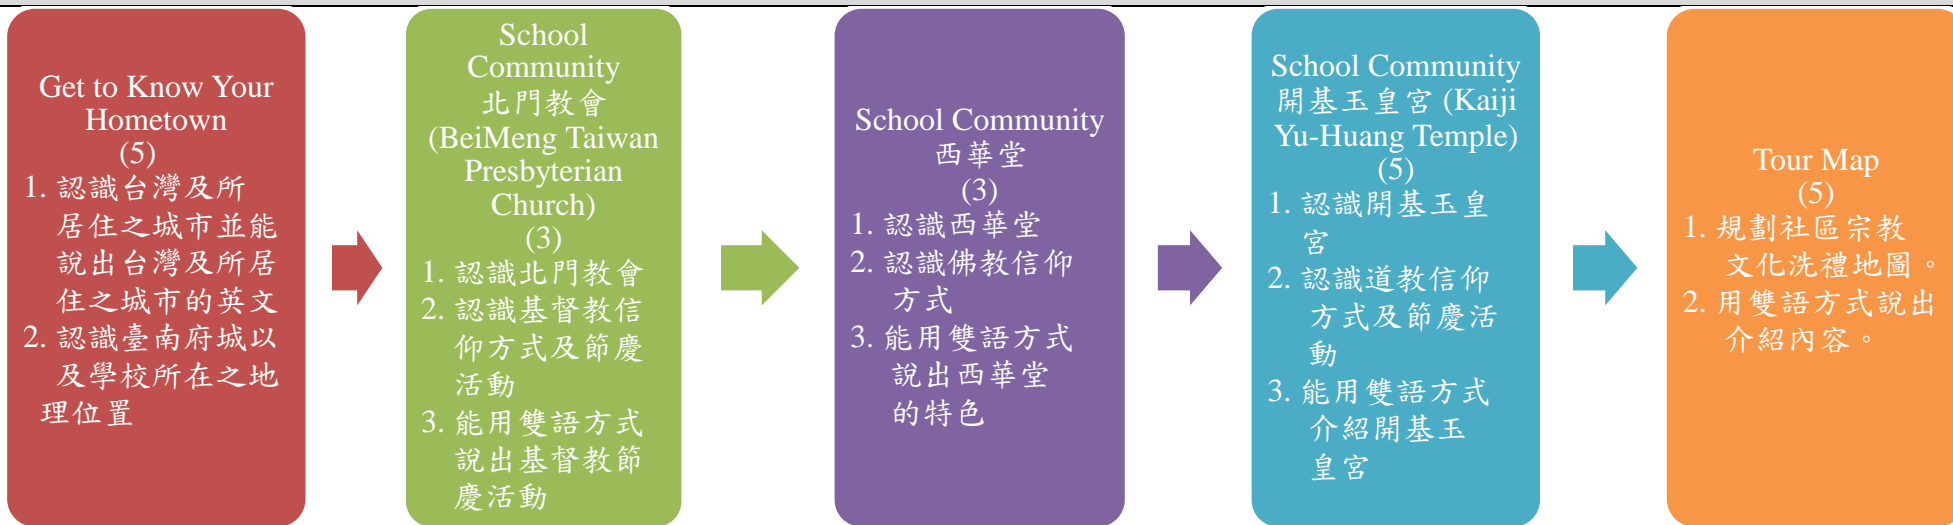 Get to Know Your
Hometown
(5)
1. 認識台灣及所
居住之城市並能
說出台灣及所居
住之城市的英文
2. 認識臺南府城以
及學校所在之地
理位置
School
Community
北門教會
(BeiMeng Taiwan
Presbyterian
Church)
(3)
1. 認識北門教會
2. 認識基督教信
仰方式及節慶
活動
3. 能用雙語方式
說出基督教節
慶活動
School Community
西華堂
(3)
1. 認識西華堂
2. 認識佛教信仰
方式
3. 能用雙語方式
說出西華堂
的特色
School Community
開基玉皇宮 (Kaiji
Yu-Huang Temple)
(5)
1. 認識開基玉皇
宮
2. 認識道教信仰
方式及節慶活
動
3. 能用雙語方式
介紹開基玉
皇宮
Tour Map
(5)
1. 規劃社區宗教
文化洗禮地圖。
2. 用雙語方式說出
介紹內容。